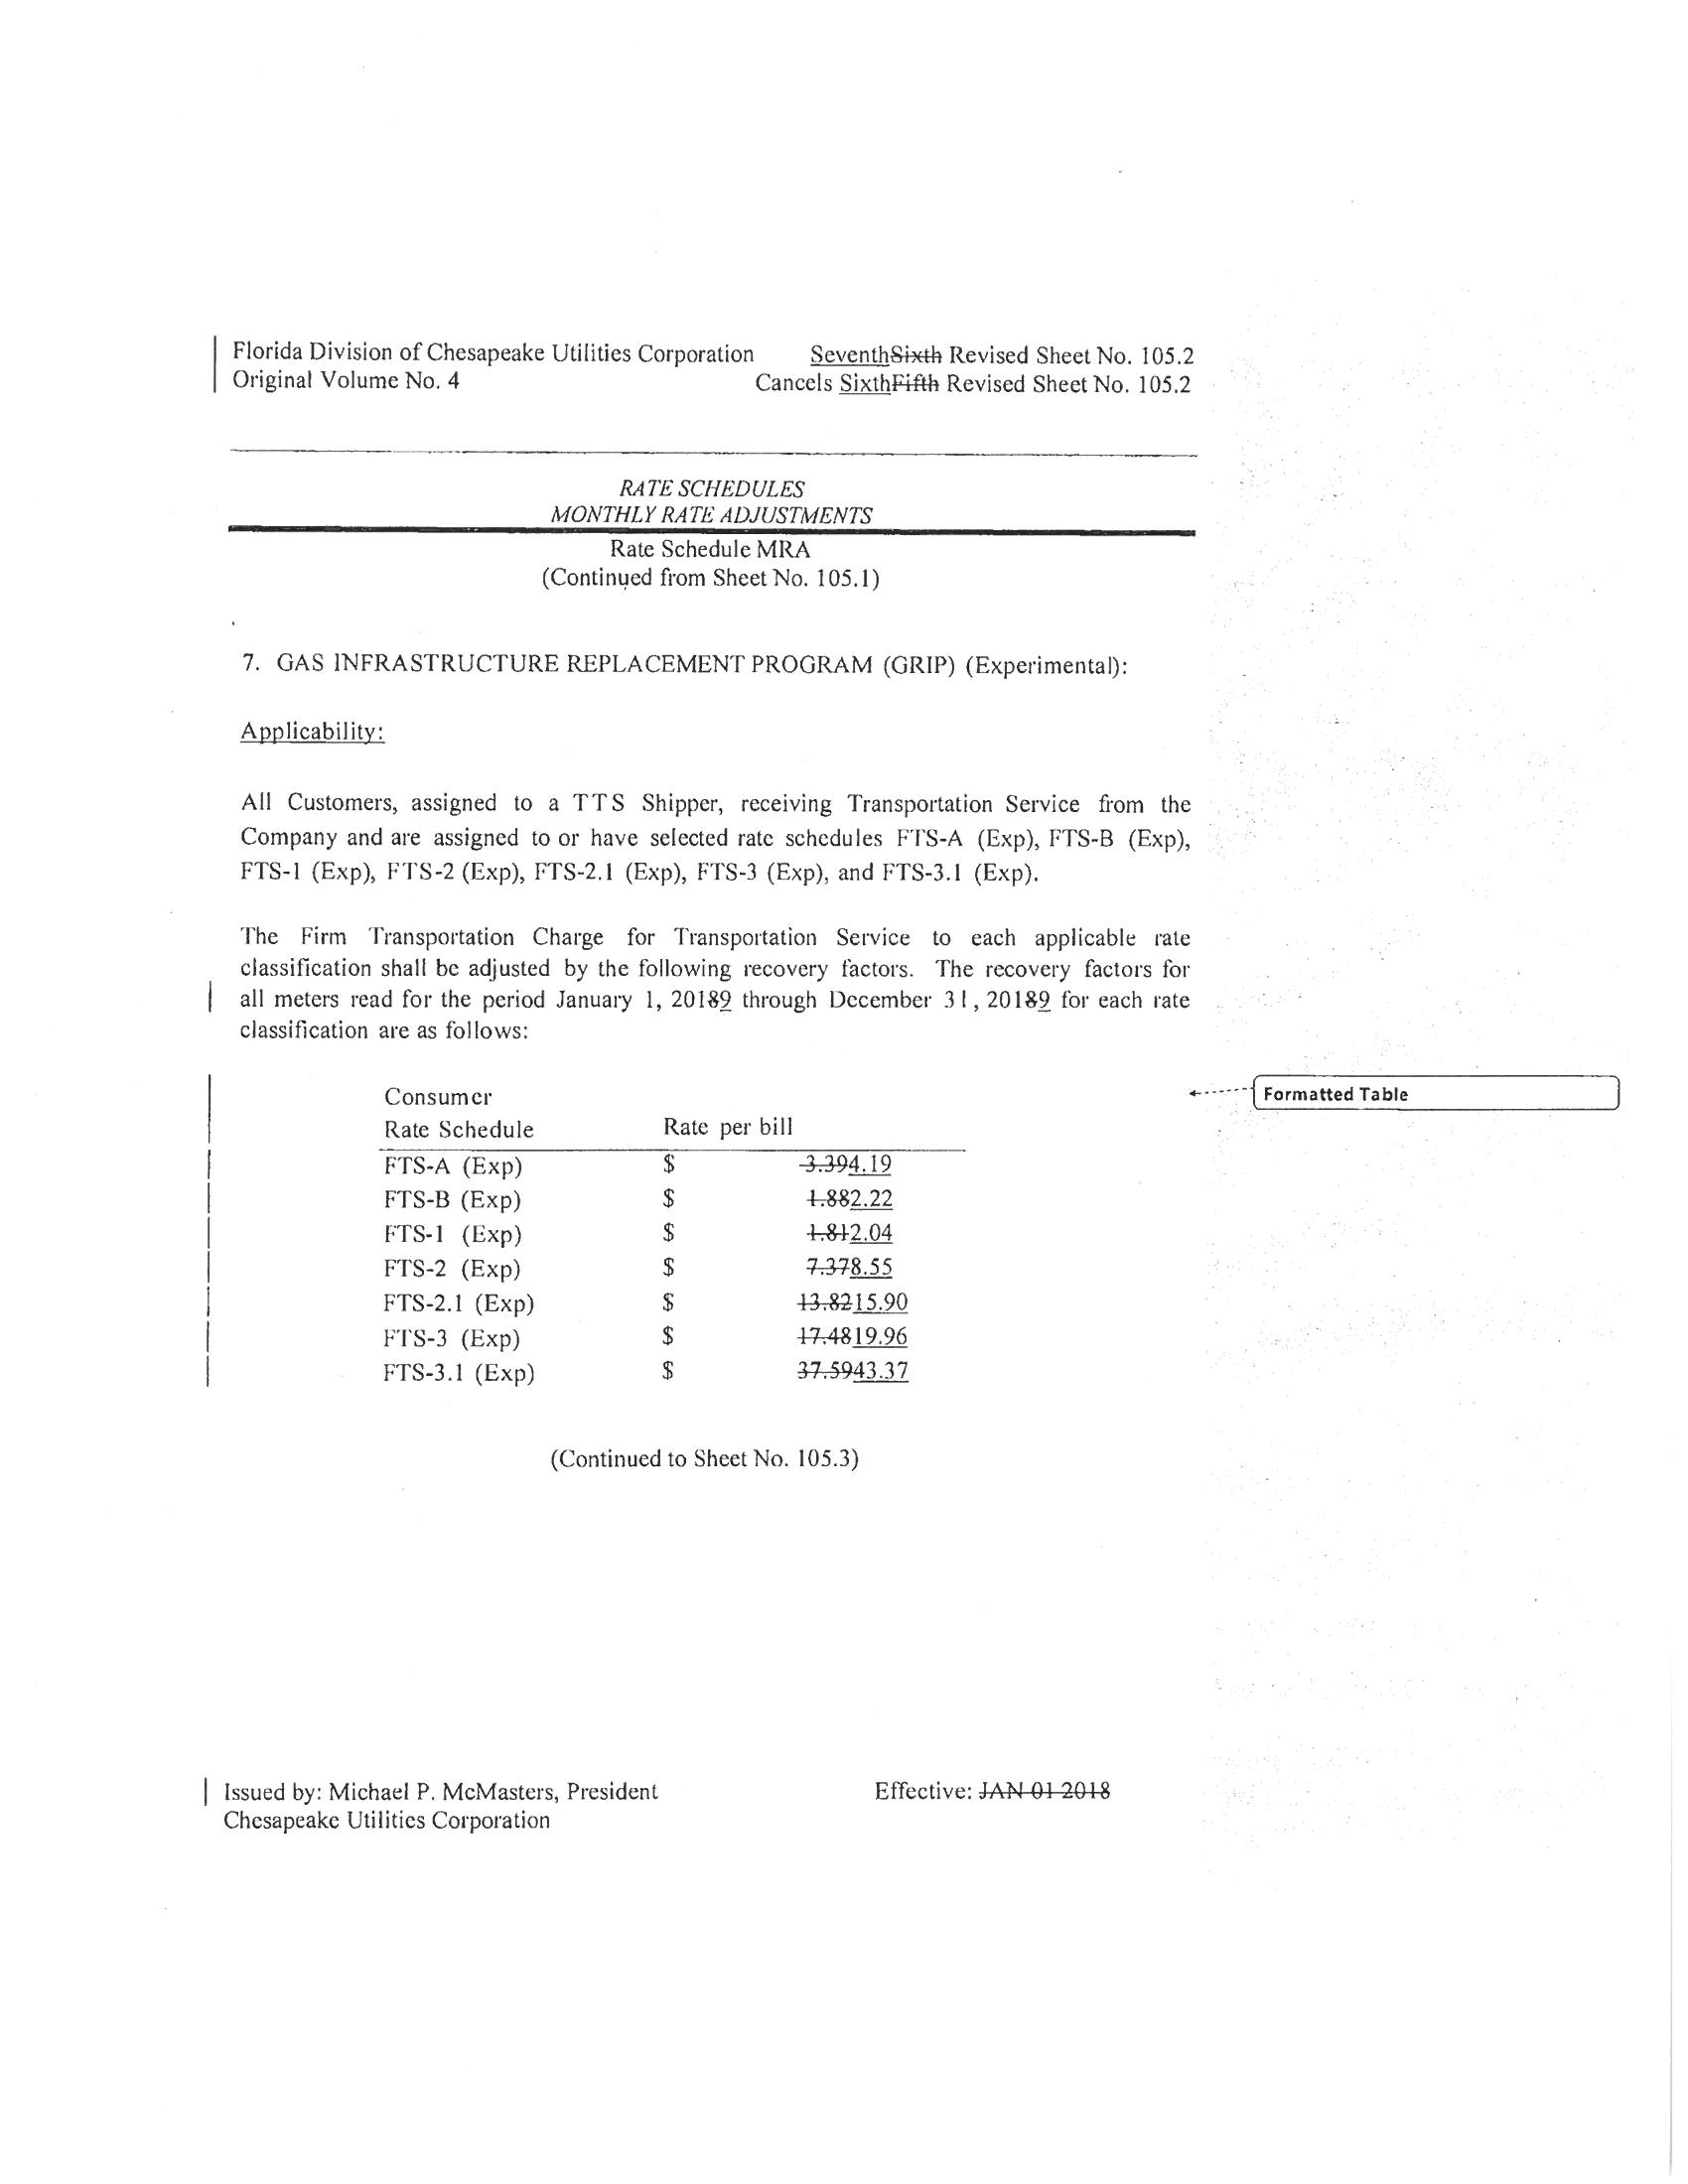 Florida Division of Chesapeake Utilities Corporation SeventhSixth Revised Sheet No. 105.2
Original Volume No. 4 Cancels SixthFifth Revised Sheet No. 105.2
RATE SCHEDULES
MONTHLY RATE ADJUSTMENTS
Rate Schedule MRA
(Continued from Sheet No. 105.1)
7. GAS INFRASTRUCTURE REPLACEMENT PROGRAM (GRIP) (Experimental):
Applicability:
All Customers, assigned to a TTS Shipper, receiving Transportation Service from the
Company and are assigned to or have selected rate schedules FTS-A (Exp), FTS-B (Exp),
FTS-1 (Exp), FTS-2 (Exp), FTS-2.1 (Exp), FTS-3 (Exp), and FTS-3.1 (Exp).
The Firm Transportation Charge for Transportation Service to each applicable rate
classification shall be adjusted by the following recovery factors. The recovery factors for
all meters read for the period January 1, 20189 through December 31, 20189 for each rate
classification are as follows:
Formatted Table
Consumer
Rate Schedule Rate per bill
FTS-A (Exp) $ 3.394.19
FTS-B (Exp) $ 1.882.22
FTS-1 (Exp) $ 1.812.04
FTS-2 (Exp) $ 7.378.55
FTS-2.1 (Exp) $ 13.8215.90
FTS-3 (Exp) $ 17.4819.96
FTS-3.1 (Exp) $ 37.5943.37
(Continued to Sheet No. 105.3)
Issued by: Michael P. McMasters, President Effective: JAN 01 2018
Chesapeake Utilities Corporation